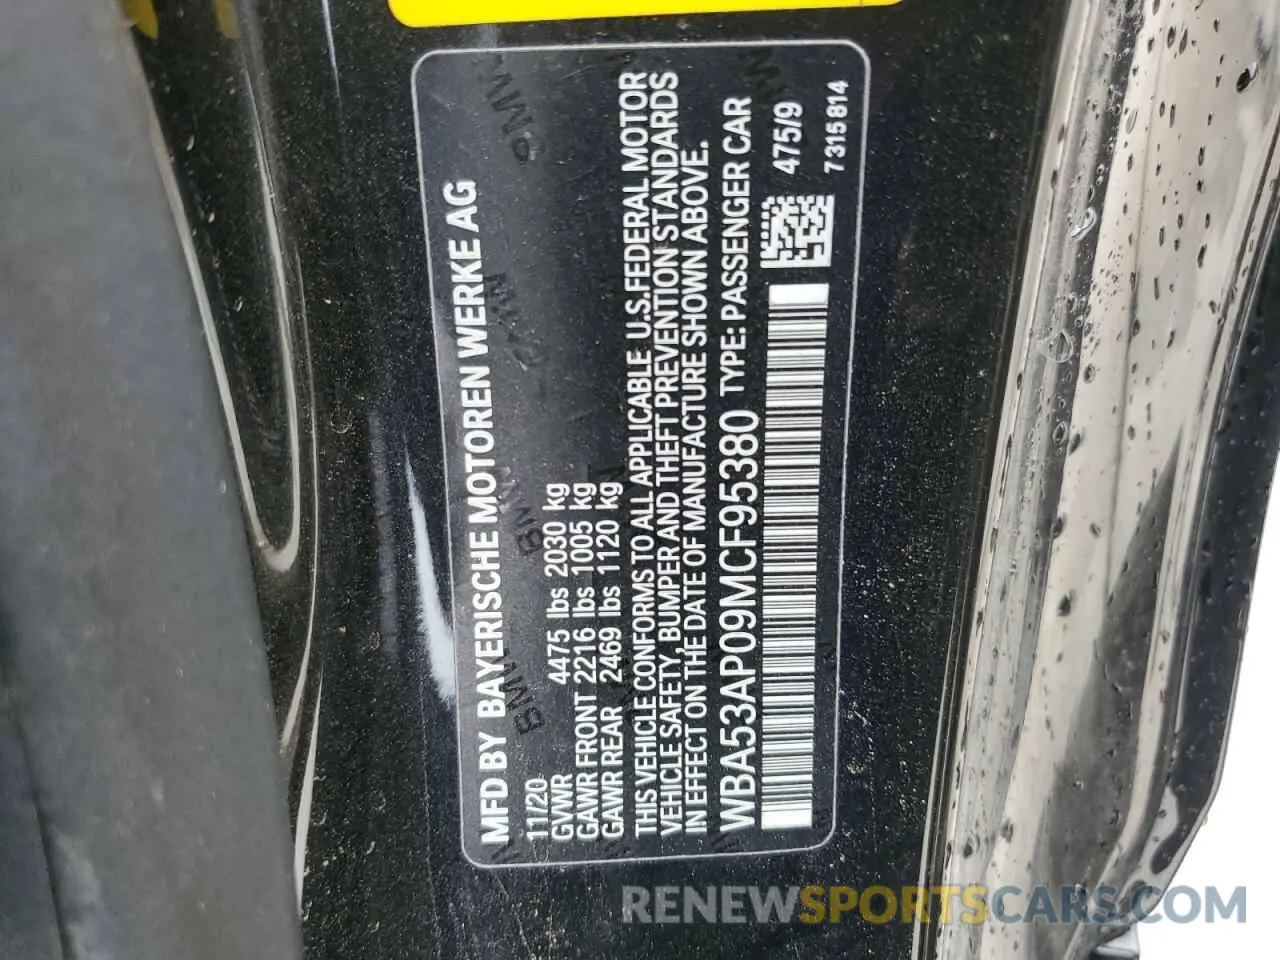 MFD BY BAYERISCHE MOTOREN WERKE AG
11/20
GVWR 4475 lbs 2030 kg
GAWR FRONT 2216 lbs 1005 kg
GAWR REAR 2469 lbs 1120 kg
THIS VEHICLE CONFORMS TO ALL APPLICABLE U.S.FEDERAL MOTOR
VEHICLE SAFETY, BUMPER AND THEFT PREVENTION STANDARDS
IN EFFECT ON THE DATE OF MANUFACTURE SHOWN ABOVE.
WBA53AP09MCF95380 TYPE: PASSENGER CAR
475/9
7315814
RENEWSPORTSCARS.COM